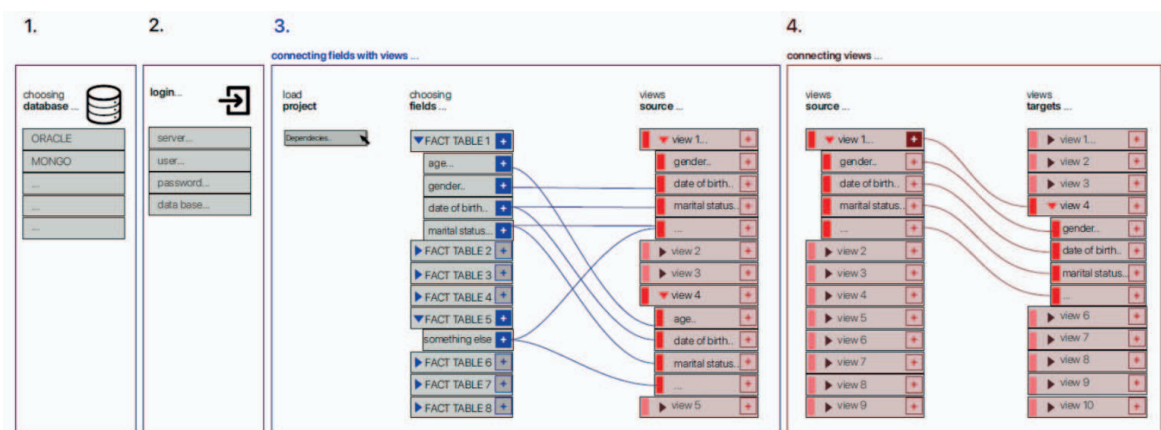 1.
2.
3.
4.
connecting fields with views ...
connecting views ...
choosing
database ...
ORACLE
MONGO
...
...
...
login...
server...
user...
password...
data base...
load
project
Dependecies..
choosing
fields ...
FACT TABLE 1 +
age... +
gender.. +
date of birth.. +
marital status... +
FACT TABLE 2 +
FACT TABLE 3 +
FACT TABLE 4 +
FACT TABLE 5 +
something else +
FACT TABLE 6 +
FACT TABLE 7 +
FACT TABLE 8 +
views
source ...
view 1... +
gender.. +
date of birth.. +
marital status.. +
... +
view 2 +
view 3 +
view 4 +
age.. +
date of birth.. +
marital status.. +
... +
view 5 +
views
source ...
view 1... +
gender.. +
date of birth.. +
marital status.. +
... +
view 2 +
view 3 +
view 4 +
view 5 +
view 6 +
view 7 +
view 8 +
view 9 +
views
targets ...
view 1... +
view 2 +
view 3 +
view 4 +
gender.. +
date of birth.. +
marital status.. +
... +
view 6 +
view 7 +
view 8 +
view 9 +
view 10 +